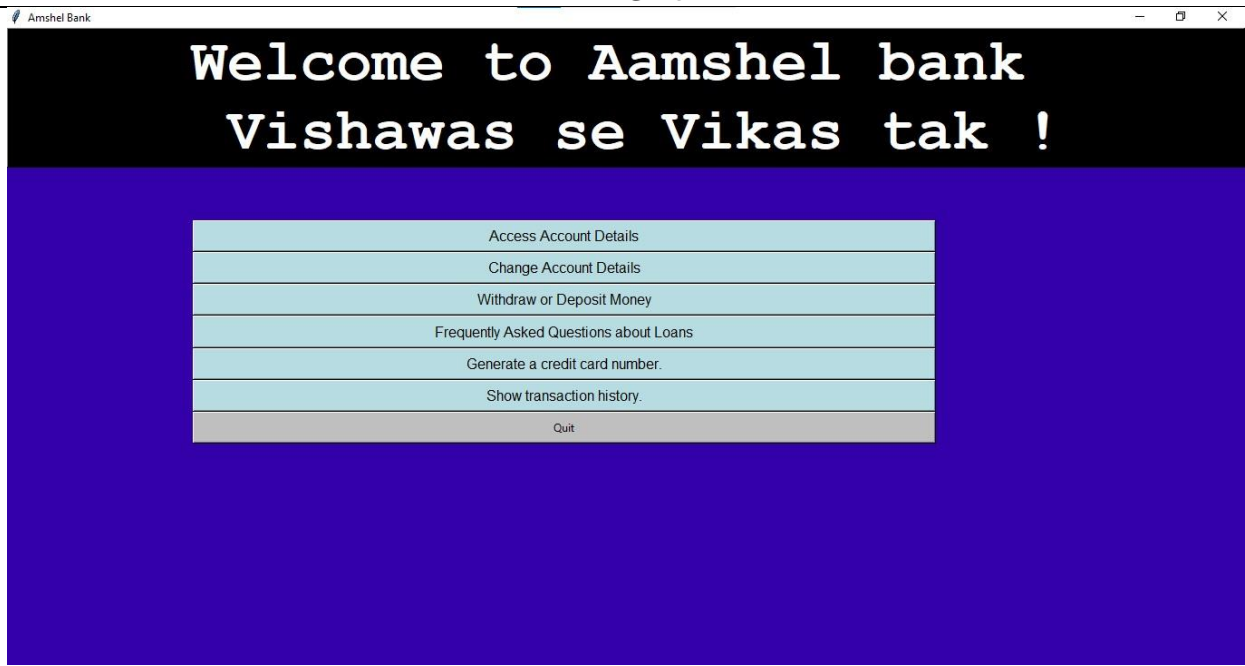 Amshel Bank
Welcome to Aamshel bank
Vishawas se Vikas tak !
Access Account Details
Change Account Details
Withdraw or Deposit Money
Frequently Asked Questions about Loans
Generate a credit card number.
Show transaction history.
Quit